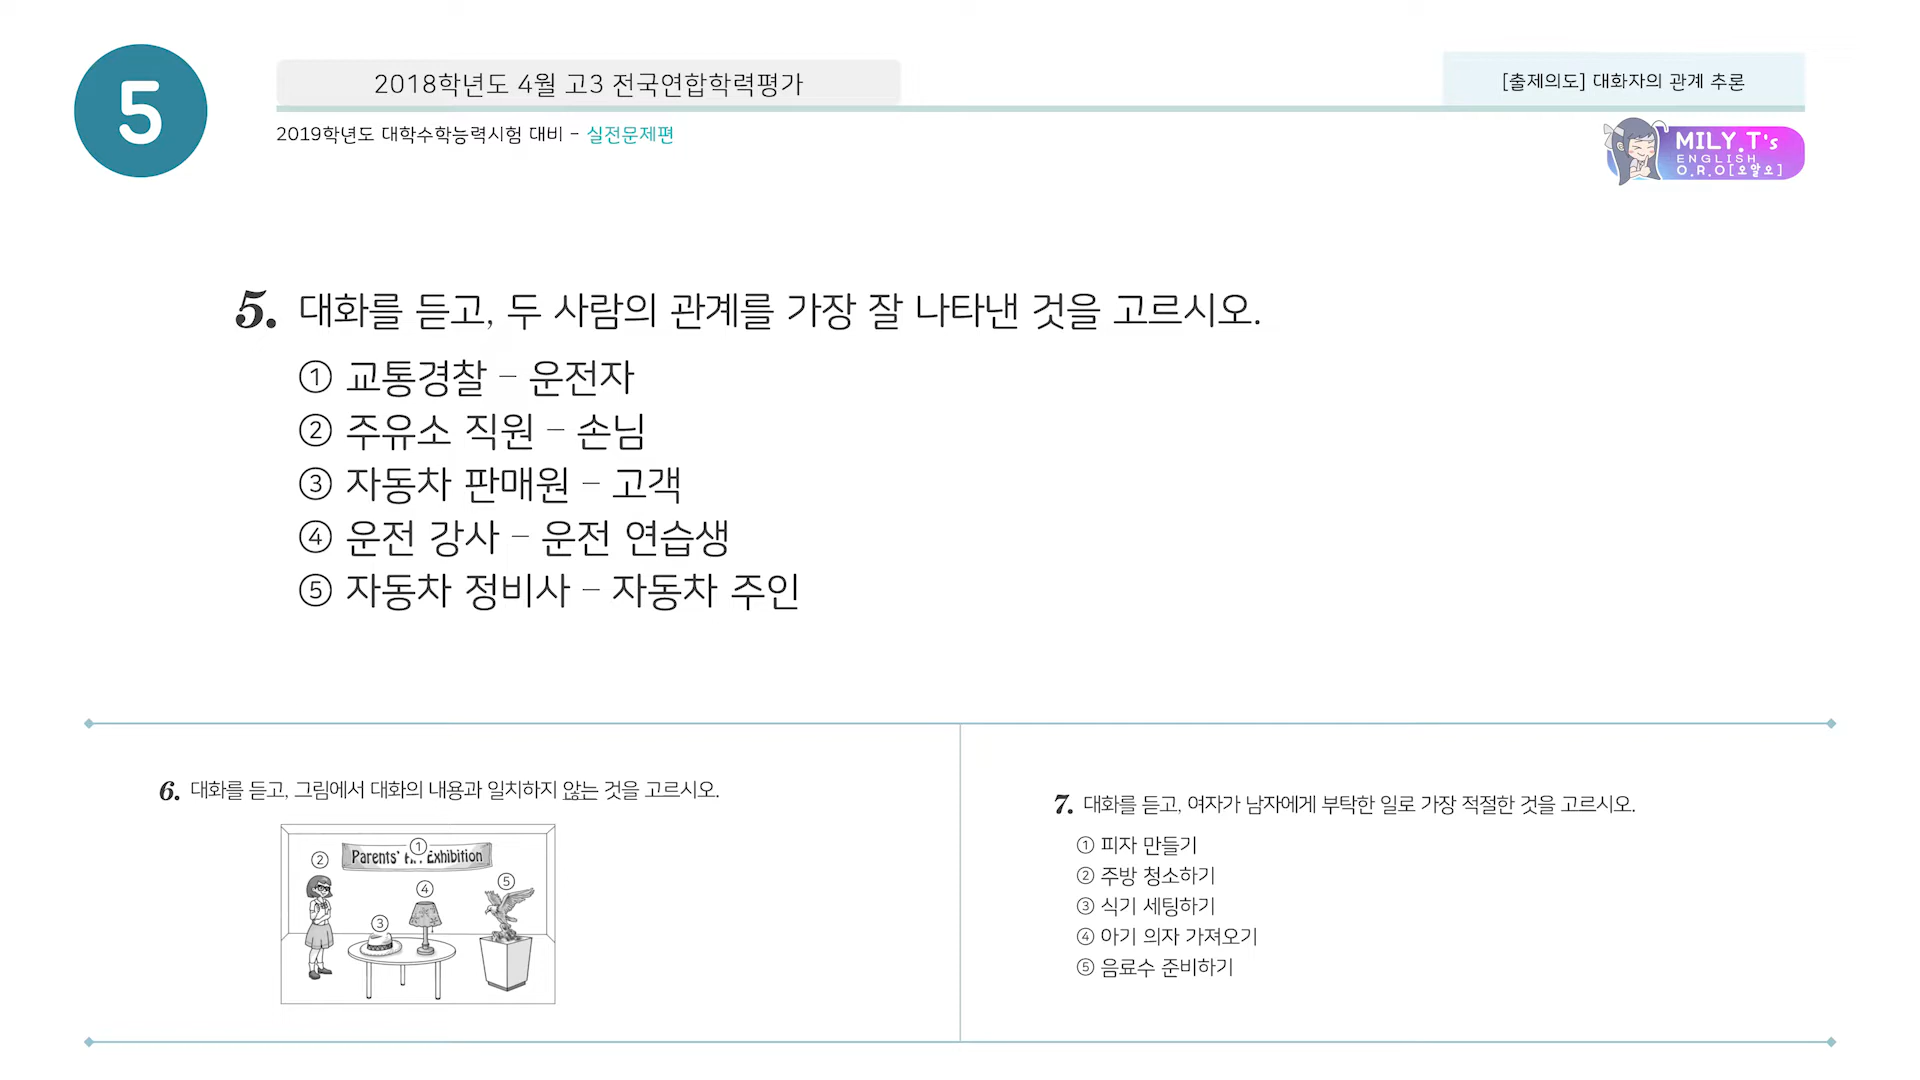 5
2018학년도 4월 고3 전국연합학력평가
[출제의도] 대화자의 관계 추론
2019학년도 대학수학능력시험 대비 - 실전문제편
MILY.T's
ENGLISH
O.R.O[오알오]
5. 대화를 듣고, 두 사람의 관계를 가장 잘 나타낸 것을 고르시오.
① 교통경찰 - 운전자
② 주유소 직원 - 손님
③ 자동차 판매원 - 고객
④ 운전 강사 - 운전 연습생
⑤ 자동차 정비사 - 자동차 주인
6. 대화를 듣고, 그림에서 대화의 내용과 일치하지 않는 것을 고르시오.
①
Parents' Exhibition
②
③
④
⑤
7. 대화를 듣고, 여자가 남자에게 부탁한 일로 가장 적절한 것을 고르시오.
① 피자 만들기
② 주방 청소하기
③ 식기 세팅하기
④ 아기 의자 가져오기
⑤ 음료수 준비하기